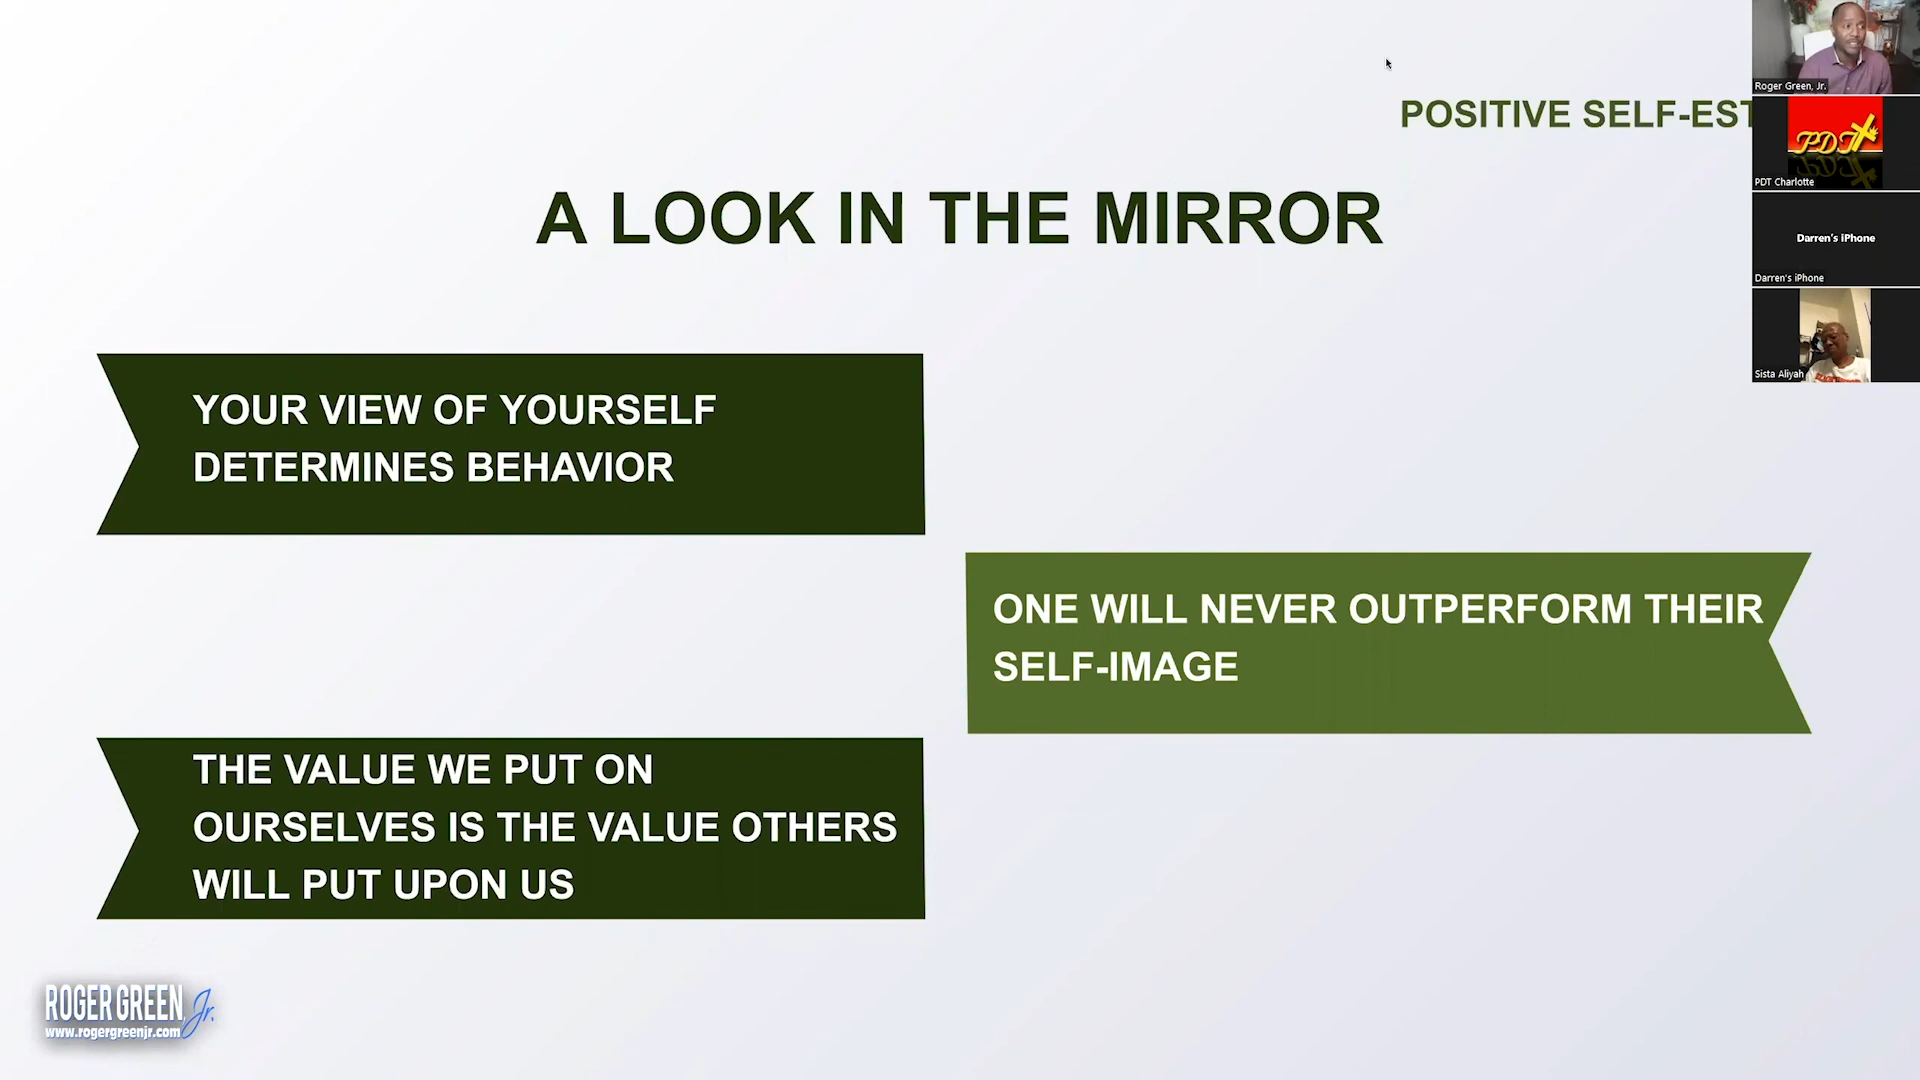 POSITIVE SELF-EST
A LOOK IN THE MIRROR
YOUR VIEW OF YOURSELF
DETERMINES BEHAVIOR
ONE WILL NEVER OUTPERFORM THEIR
SELF-IMAGE
THE VALUE WE PUT ON
OURSELVES IS THE VALUE OTHERS
WILL PUT UPON US
ROGER GREEN, Jr.
www.rogergreenjr.com
Roger Green, Jr.
PDT
PDT Charlotte
Darren's iPhone
Darren's iPhone
Sista Aliyah